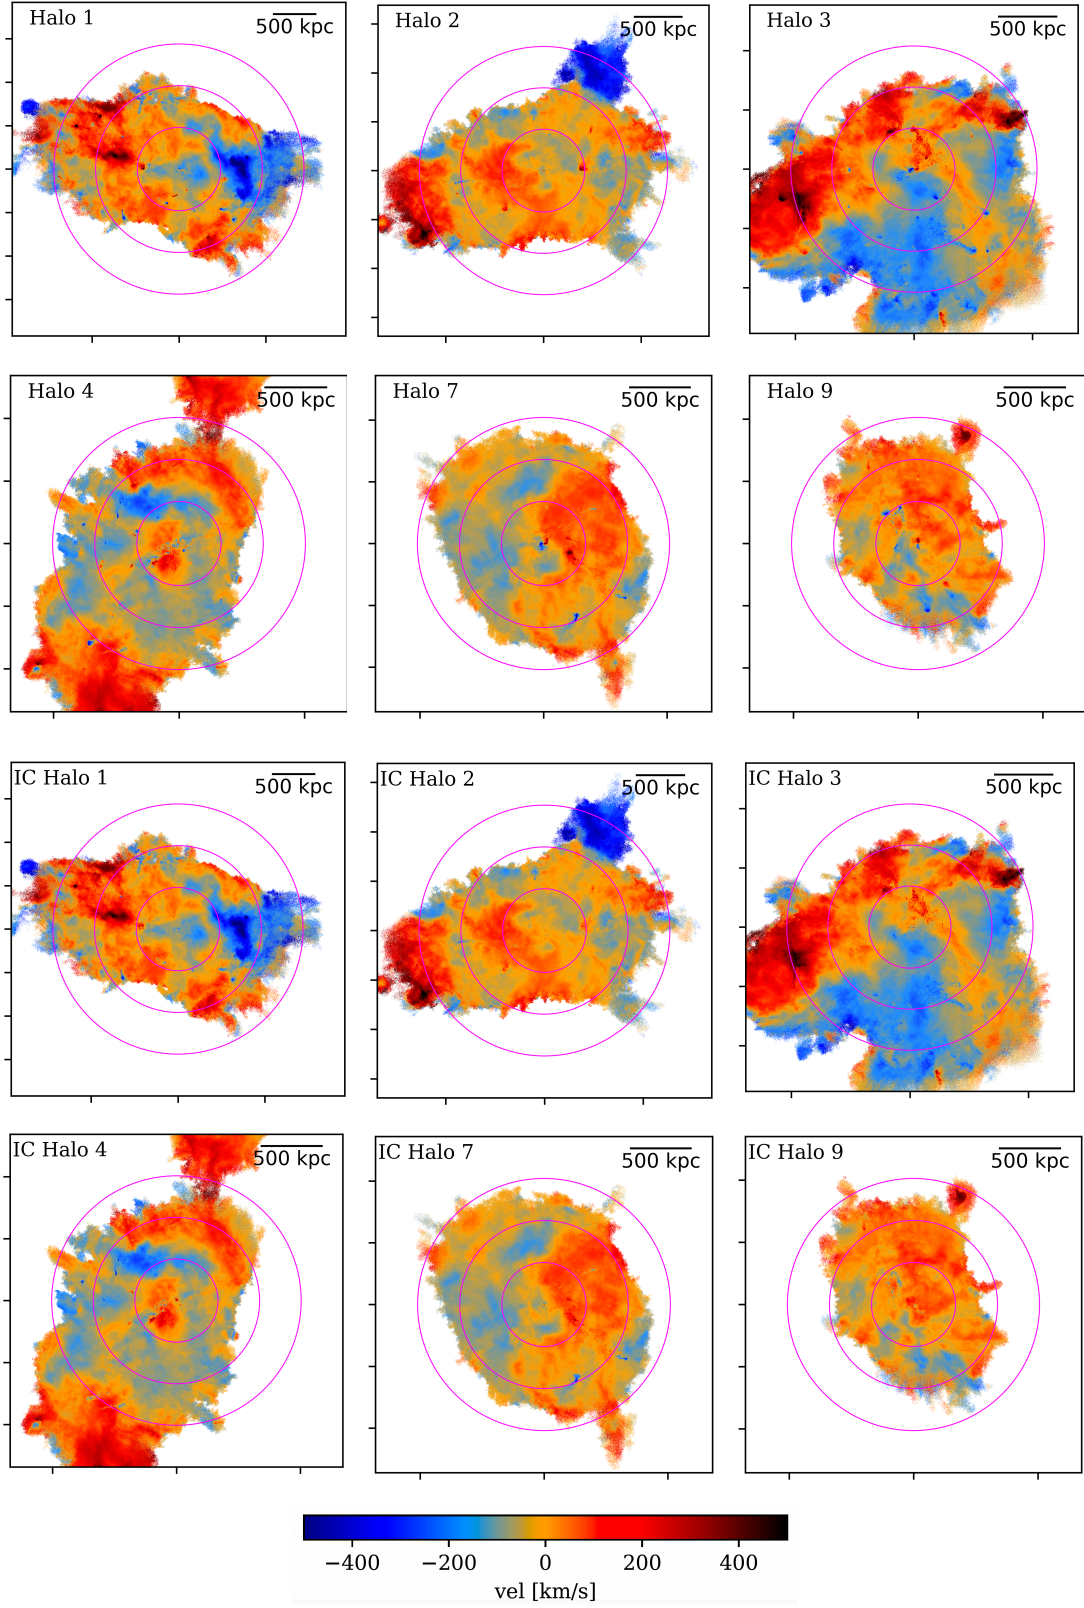 Halo 1
500 kpc
Halo 2
500 kpc
Halo 3
500 kpc
Halo 4
500 kpc
Halo 7
500 kpc
Halo 9
500 kpc
IC Halo 1
500 kpc
IC Halo 2
500 kpc
IC Halo 3
500 kpc
IC Halo 4
500 kpc
IC Halo 7
500 kpc
IC Halo 9
500 kpc
−400 −200 0 200 400
vel [km/s]